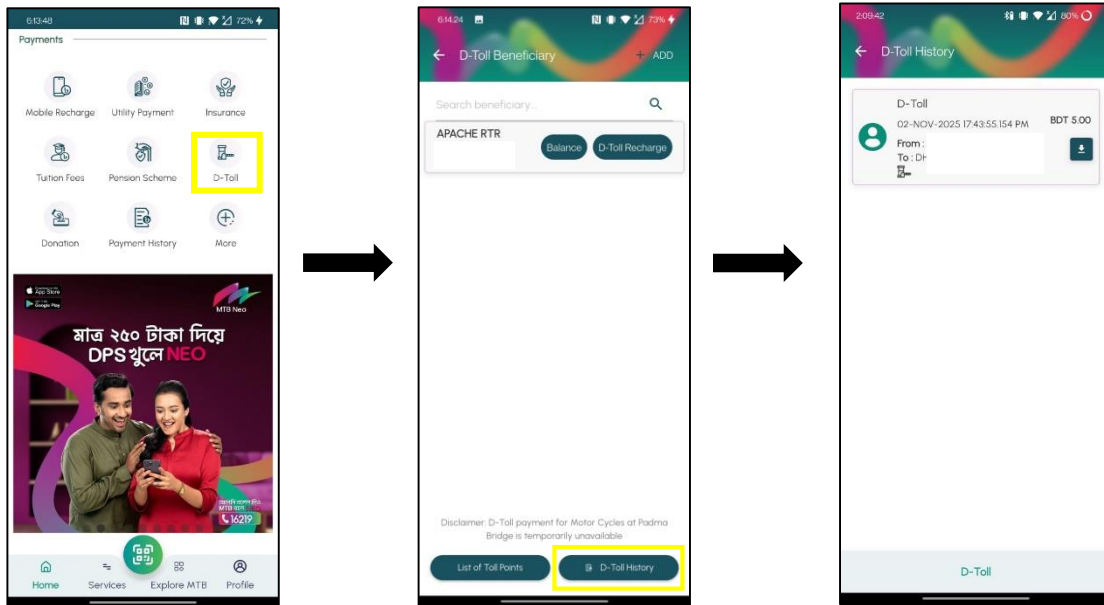 6:13:48
72%
Payments
Mobile Recharge
Utility Payment
Insurance
Tuition Fees
Pension Scheme
D-Toll
Donation
Payment History
More
App Store
Google Play
MTB Neo
মাত্র ২৫০ টাকা দিয়ে
DPS খুলে NEO
16219
Home
Services
Explore MTB
Profile
6:14:24
73%
D-Toll Beneficiary
+ ADD
Search beneficiary...
APACHE RTR
Balance
D-Toll Recharge
Disclaimer: D-Toll payment for Motor Cycles at Padma
Bridge is temporarily unavailable
List of Toll Points
D-Toll History
2:09:42
80%
D-Toll History
D-Toll
02-NOV-2025 17:43:55.154 PM
BDT 5.00
From :
To : DH
D-Toll